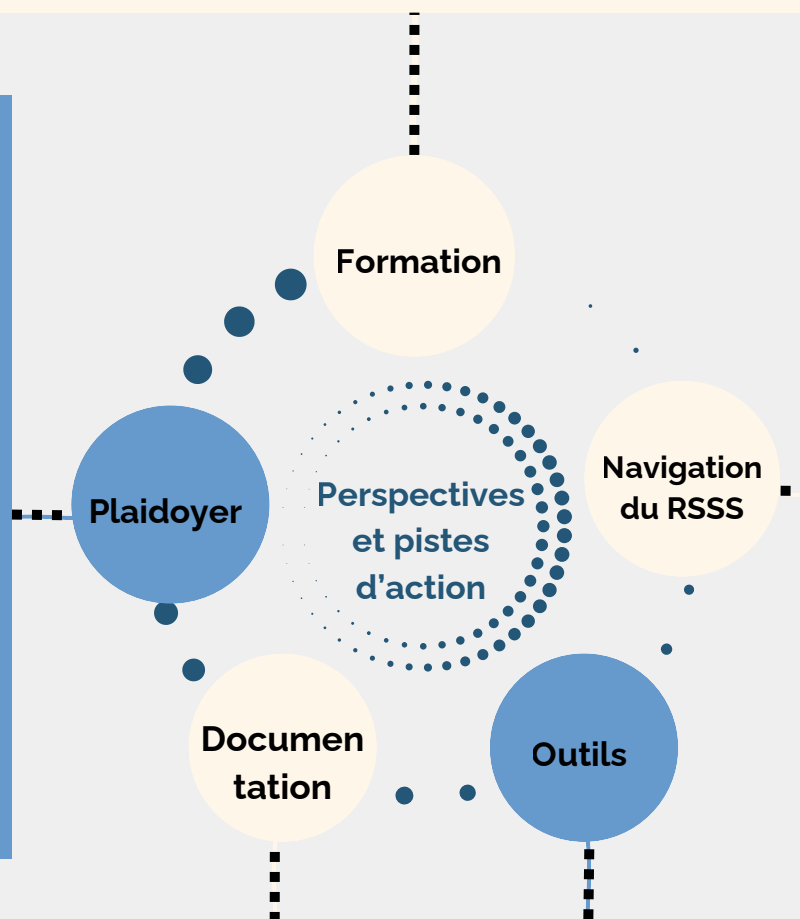 Formation
Plaidoyer
Perspectives
et pistes
d’action
Navigation
du RSSS
Documen
tation
Outils